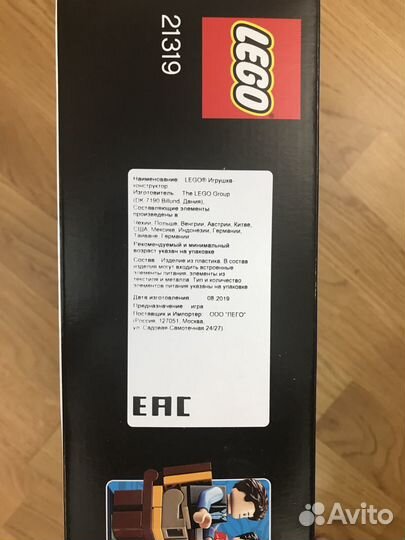 LEGO
21319
Наименование: LEGO® Игрушка-
конструктор
Изготовитель: The LEGO Group
(DK-7190 Billund, Дания),
Составляющие элементы
произведены в
Чехии, Польше, Венгрии, Австрии, Китае,
США, Мексике, Индонезии, Германии,
Тайване, Германии
Рекомендуемый и минимальный
возраст указан на упаковке
Состав: Изделие из пластика. В состав
изделия могут входить встроенные
элементы питания, элементы из
текстиля и металла. Тип и количество
элементов питания указаны на упаковке
Дата изготовления 08.2019
Предназначение: игра
Поставщик и Импортер: ООО "ЛЕГО"
(Россия, 127051, Москва,
ул. Садовая Самотечная 24/27)
EAC
Avito